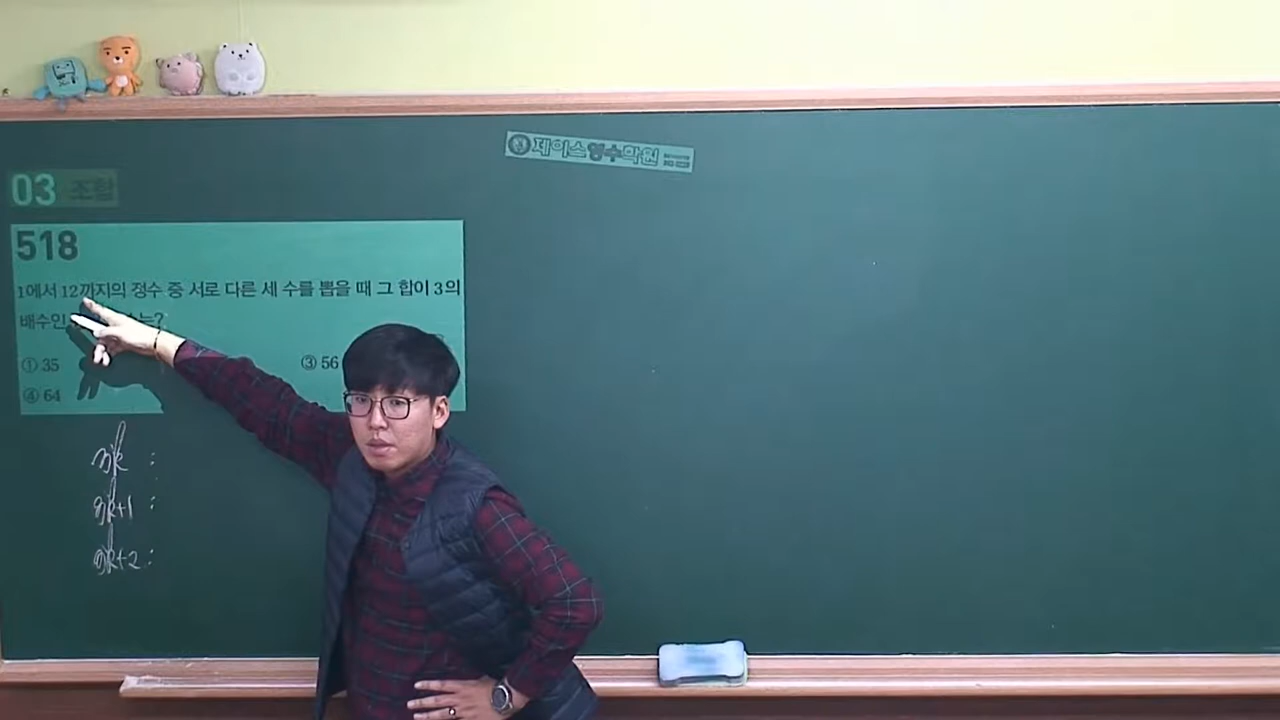 제이스영수학원
03 조합
518
1에서 12까지의 정수 중 서로 다른 세 수를 뽑을 때 그 합이 3의
배수인 는?
① 35 ③ 56
④ 64
3k :
3k+1 :
3k+2 :